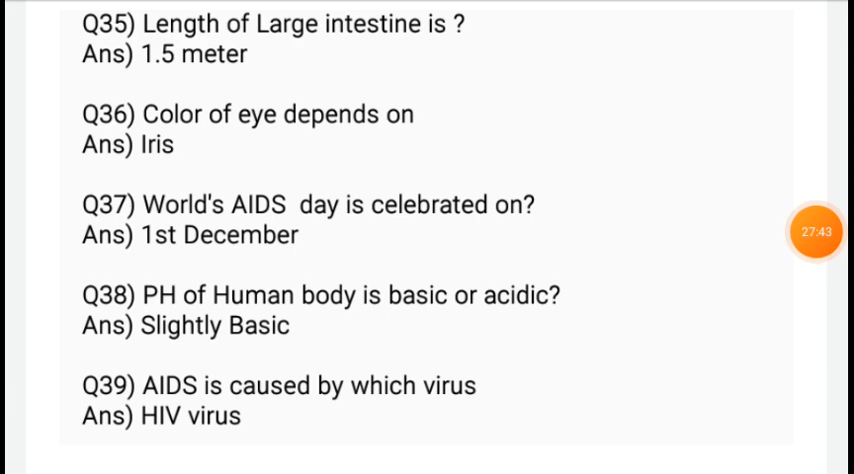 Q35) Length of Large intestine is ?
Ans) 1.5 meter
Q36) Color of eye depends on
Ans) Iris
Q37) World's AIDS  day is celebrated on?
Ans) 1st December
27:43
Q38) PH of Human body is basic or acidic?
Ans) Slightly Basic
Q39) AIDS is caused by which virus
Ans) HIV virus